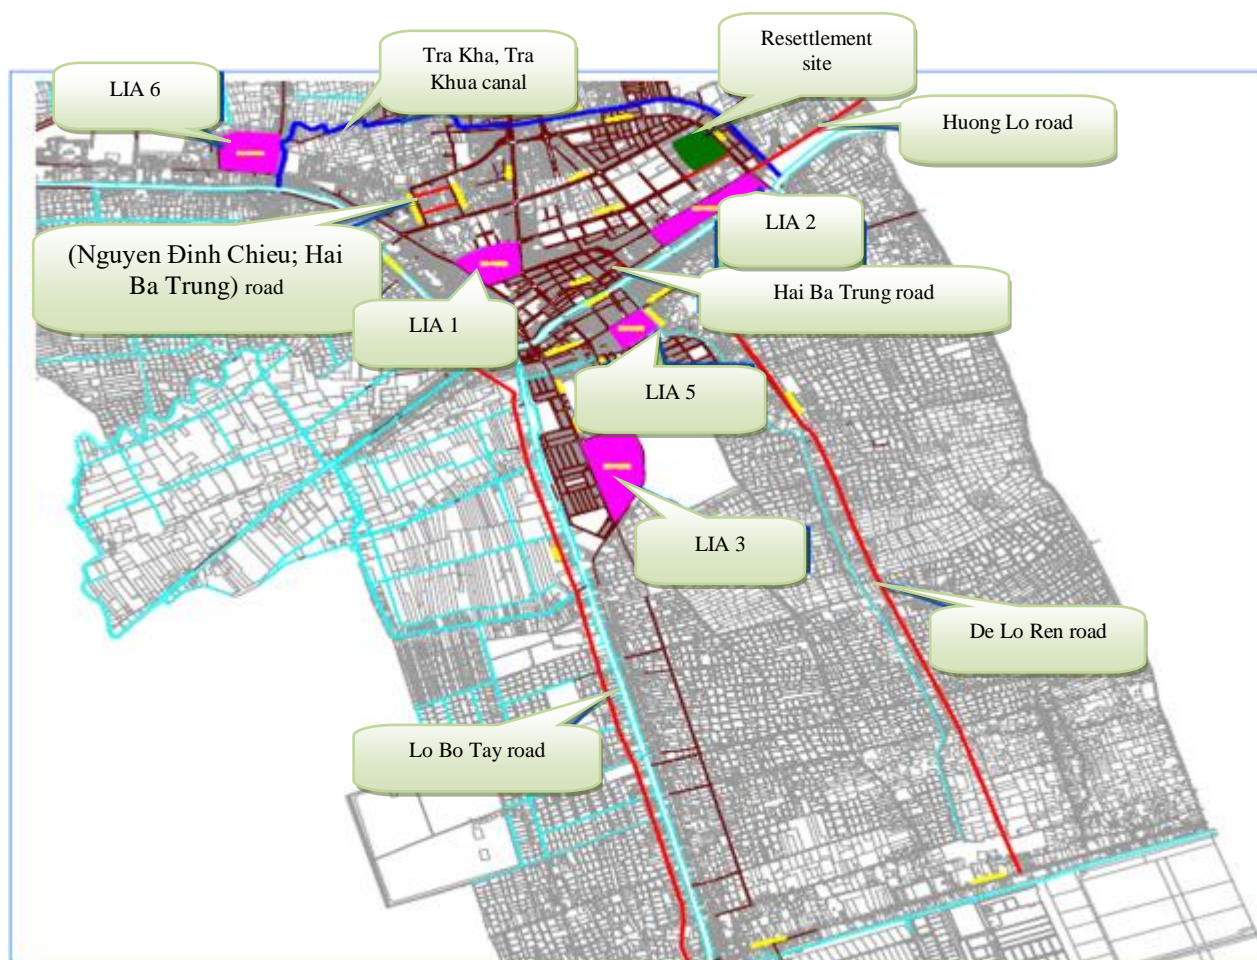 Resettlement
site
Tra Kha, Tra
Khua canal
LIA 6
Huong Lo road
LIA 2
(Nguyen Đinh Chieu; Hai
Ba Trung) road
Hai Ba Trung road
LIA 1
LIA 5
LIA 3
De Lo Ren road
Lo Bo Tay road